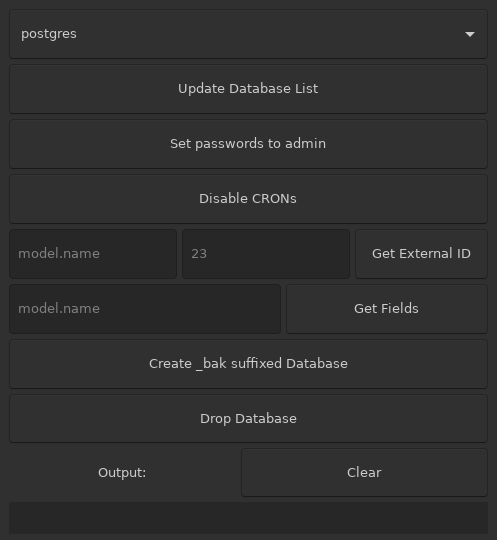 postgres
Update Database List
Set passwords to admin
Disable CRONs
model.name 23 Get External ID
model.name Get Fields
Create _bak suffixed Database
Drop Database
Output: Clear